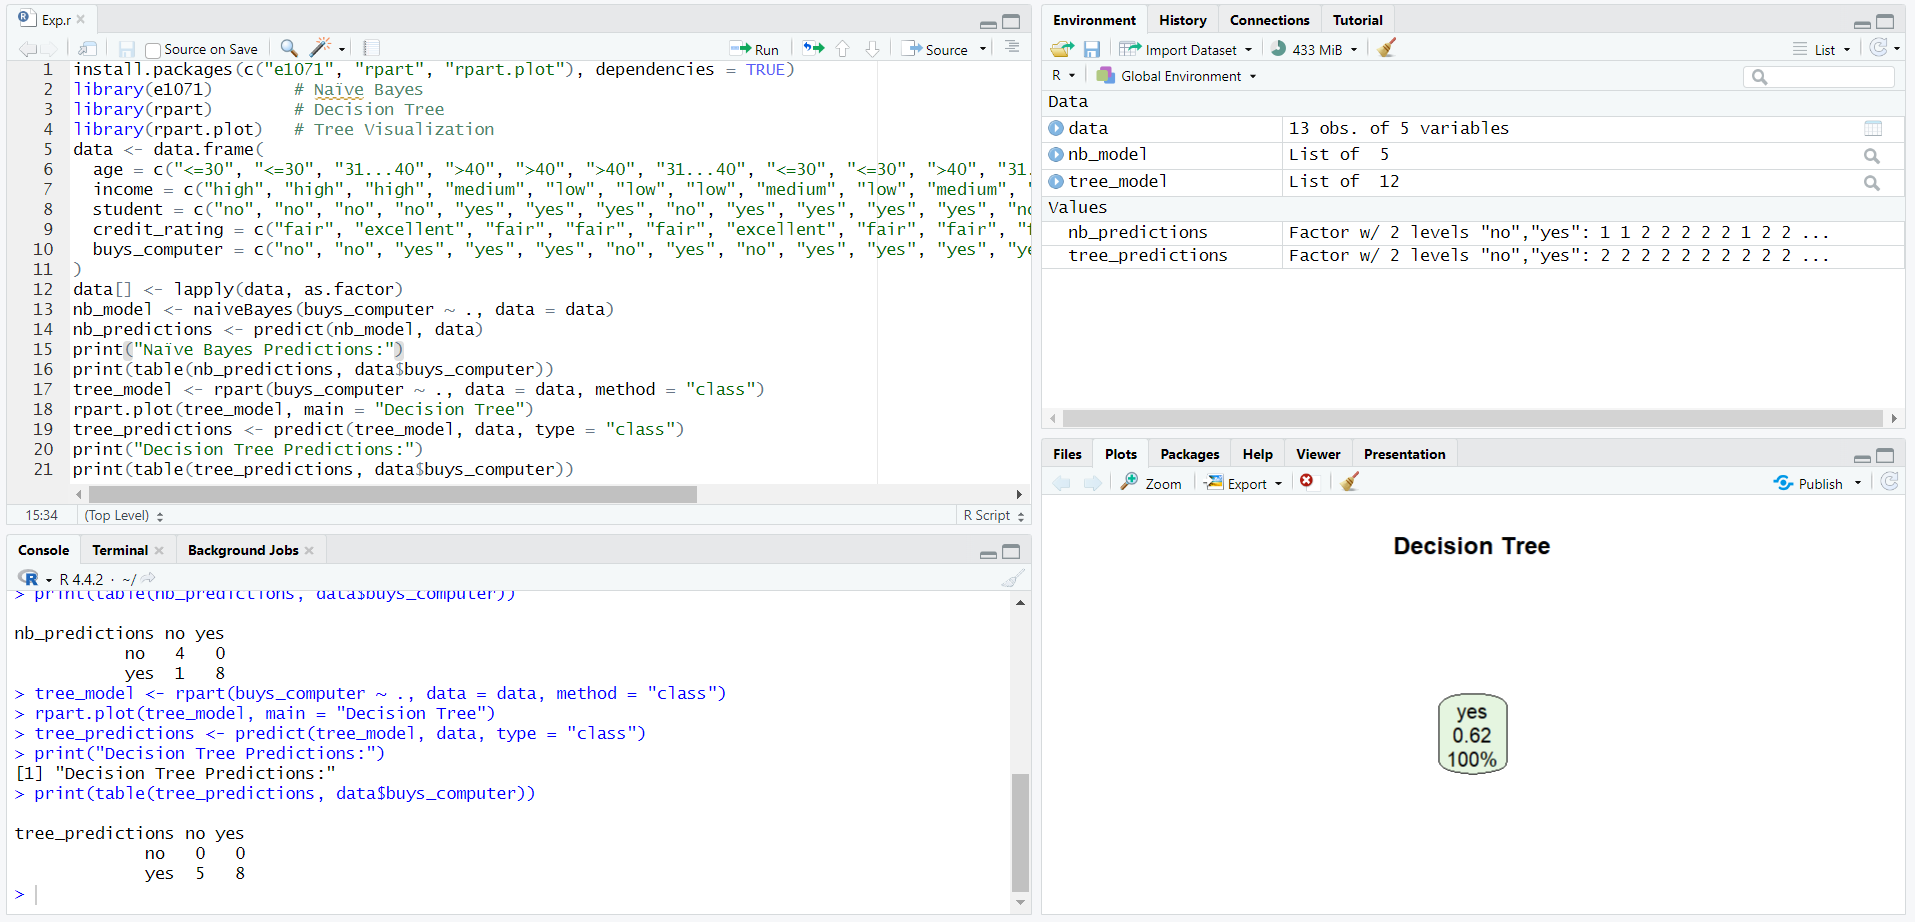 Exp.r
Source on Save
Run
Source
1 install.packages(c("e1071", "rpart", "rpart.plot"), dependencies = TRUE)
2 library(e1071)        # Naïve Bayes
3 library(rpart)        # Decision Tree
4 library(rpart.plot)   # Tree Visualization
5 data <- data.frame(
6   age = c("<=30", "<=30", "31...40", ">40", ">40", ">40", "31...40", "<=30", "<=30", ">40", "31.
7   income = c("high", "high", "high", "medium", "low", "low", "low", "medium", "low", "medium", "
8   student = c("no", "no", "no", "no", "yes", "yes", "yes", "no", "yes", "yes", "yes", "yes", "no
9   credit_rating = c("fair", "excellent", "fair", "fair", "fair", "excellent", "fair", "fair", "f
10   buys_computer = c("no", "no", "yes", "yes", "yes", "no", "yes", "no", "yes", "yes", "yes", "ye
11 )
12 data[] <- lapply(data, as.factor)
13 nb_model <- naiveBayes(buys_computer ~ ., data = data)
14 nb_predictions <- predict(nb_model, data)
15 print("Naïve Bayes Predictions:")
16 print(table(nb_predictions, data$buys_computer))
17 tree_model <- rpart(buys_computer ~ ., data = data, method = "class")
18 rpart.plot(tree_model, main = "Decision Tree")
19 tree_predictions <- predict(tree_model, data, type = "class")
20 print("Decision Tree Predictions:")
21 print(table(tree_predictions, data$buys_computer))
15:34 (Top Level) R Script
Console Terminal Background Jobs
R R 4.4.2 · ~/
> print(table(nb_predictions, data$buys_computer))
nb_predictions no yes
no 4 0
yes 1 8
> tree_model <- rpart(buys_computer ~ ., data = data, method = "class")
> rpart.plot(tree_model, main = "Decision Tree")
> tree_predictions <- predict(tree_model, data, type = "class")
> print("Decision Tree Predictions:")
[1] "Decision Tree Predictions:"
> print(table(tree_predictions, data$buys_computer))
tree_predictions no yes
no 0 0
yes 5 8
>
Environment History Connections Tutorial
Import Dataset 433 MiB List
R Global Environment
Data
data 13 obs. of 5 variables
nb_model List of  5
tree_model List of  12
Values
nb_predictions Factor w/ 2 levels "no","yes": 1 1 2 2 2 2 2 1 2 2 ...
tree_predictions Factor w/ 2 levels "no","yes": 2 2 2 2 2 2 2 2 2 2 ...
Files Plots Packages Help Viewer Presentation
Zoom Export Publish
Decision Tree
yes
0.62
100%